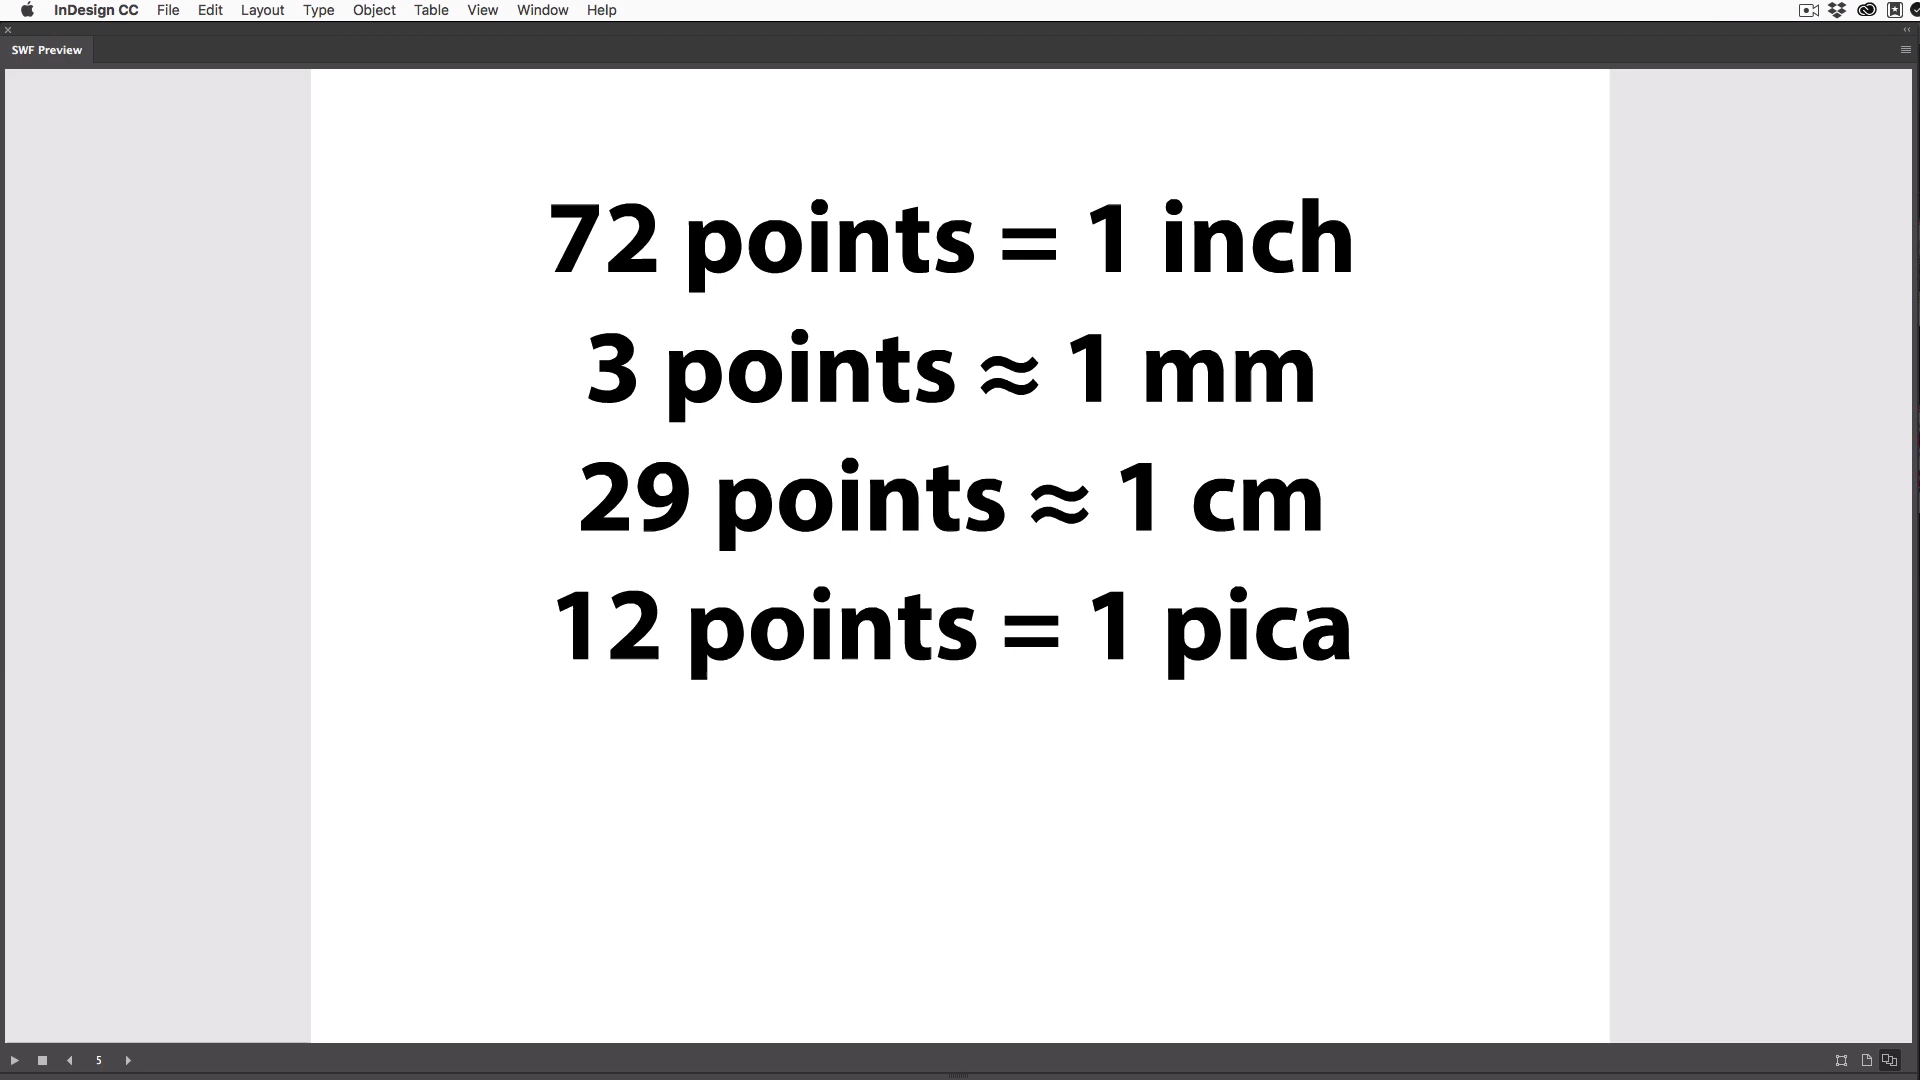 InDesign CC File Edit Layout Type Object Table View Window Help
SWF Preview
72 points = 1 inch
3 points ≈ 1 mm
29 points ≈ 1 cm
12 points = 1 pica
5